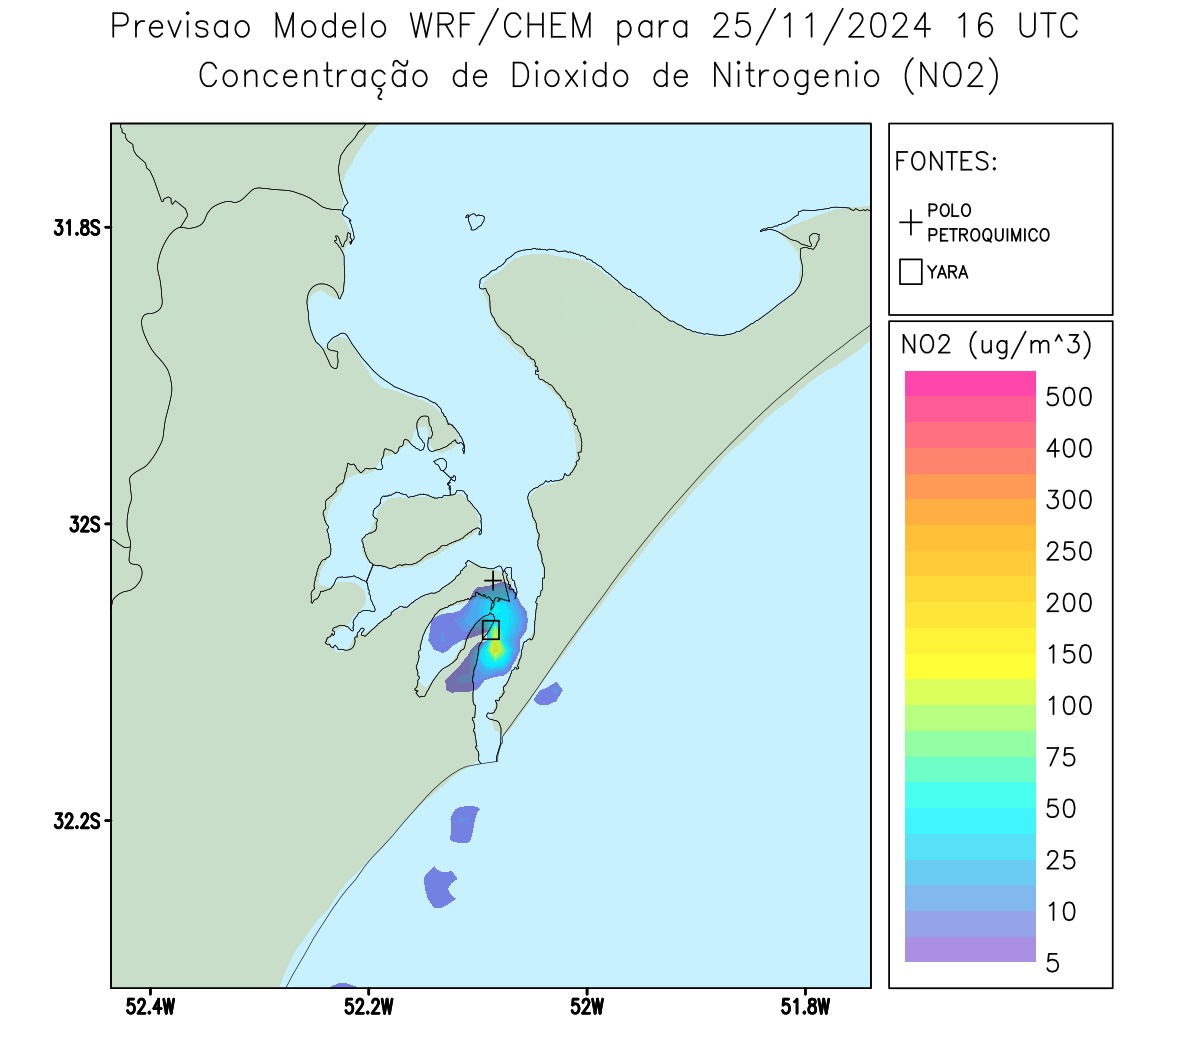 Previsao Modelo WRF/CHEM para 25/11/2024 16 UTC
Concentração de Dioxido de Nitrogenio (NO2)
FONTES:
POLO
PETROQUIMICO
YARA
NO2 (ug/m^3)
500
400
300
250
200
150
100
75
50
25
10
5
31.8S
32S
32.2S
52.4W
52.2W
52W
51.8W